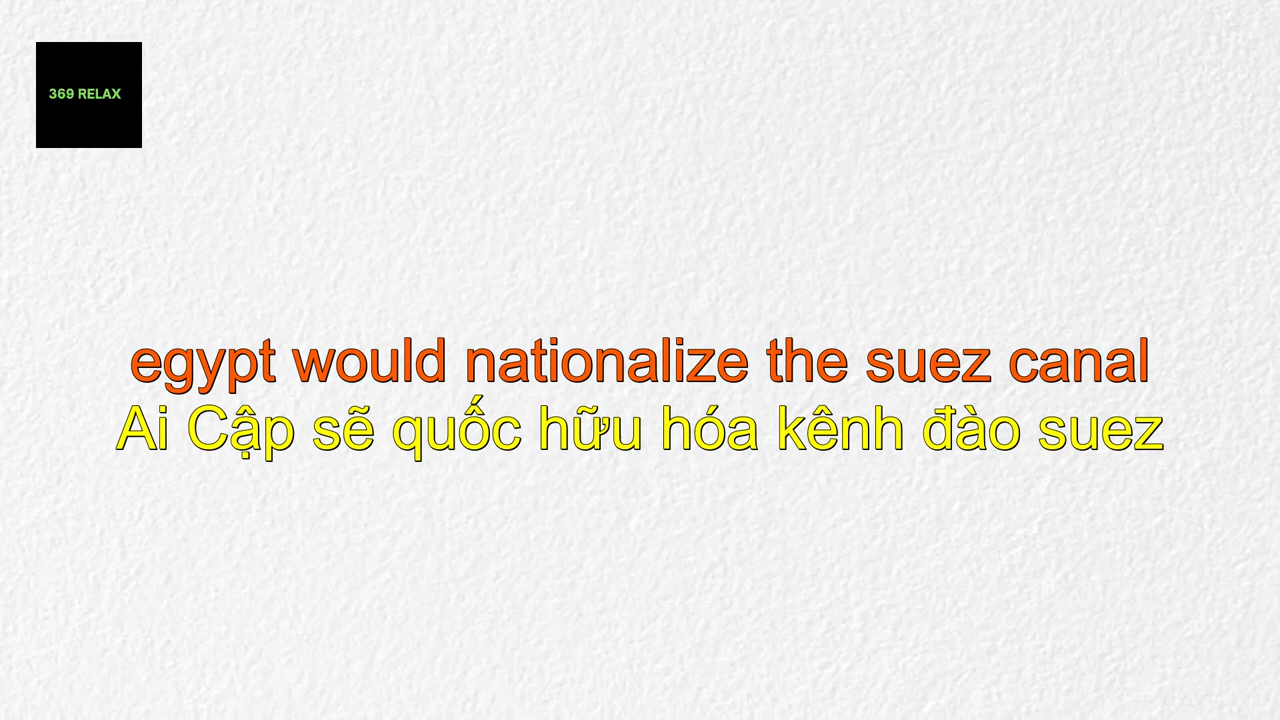 369 RELAX
egypt would nationalize the suez canal
Ai Cập sẽ quốc hữu hóa kênh đào suez